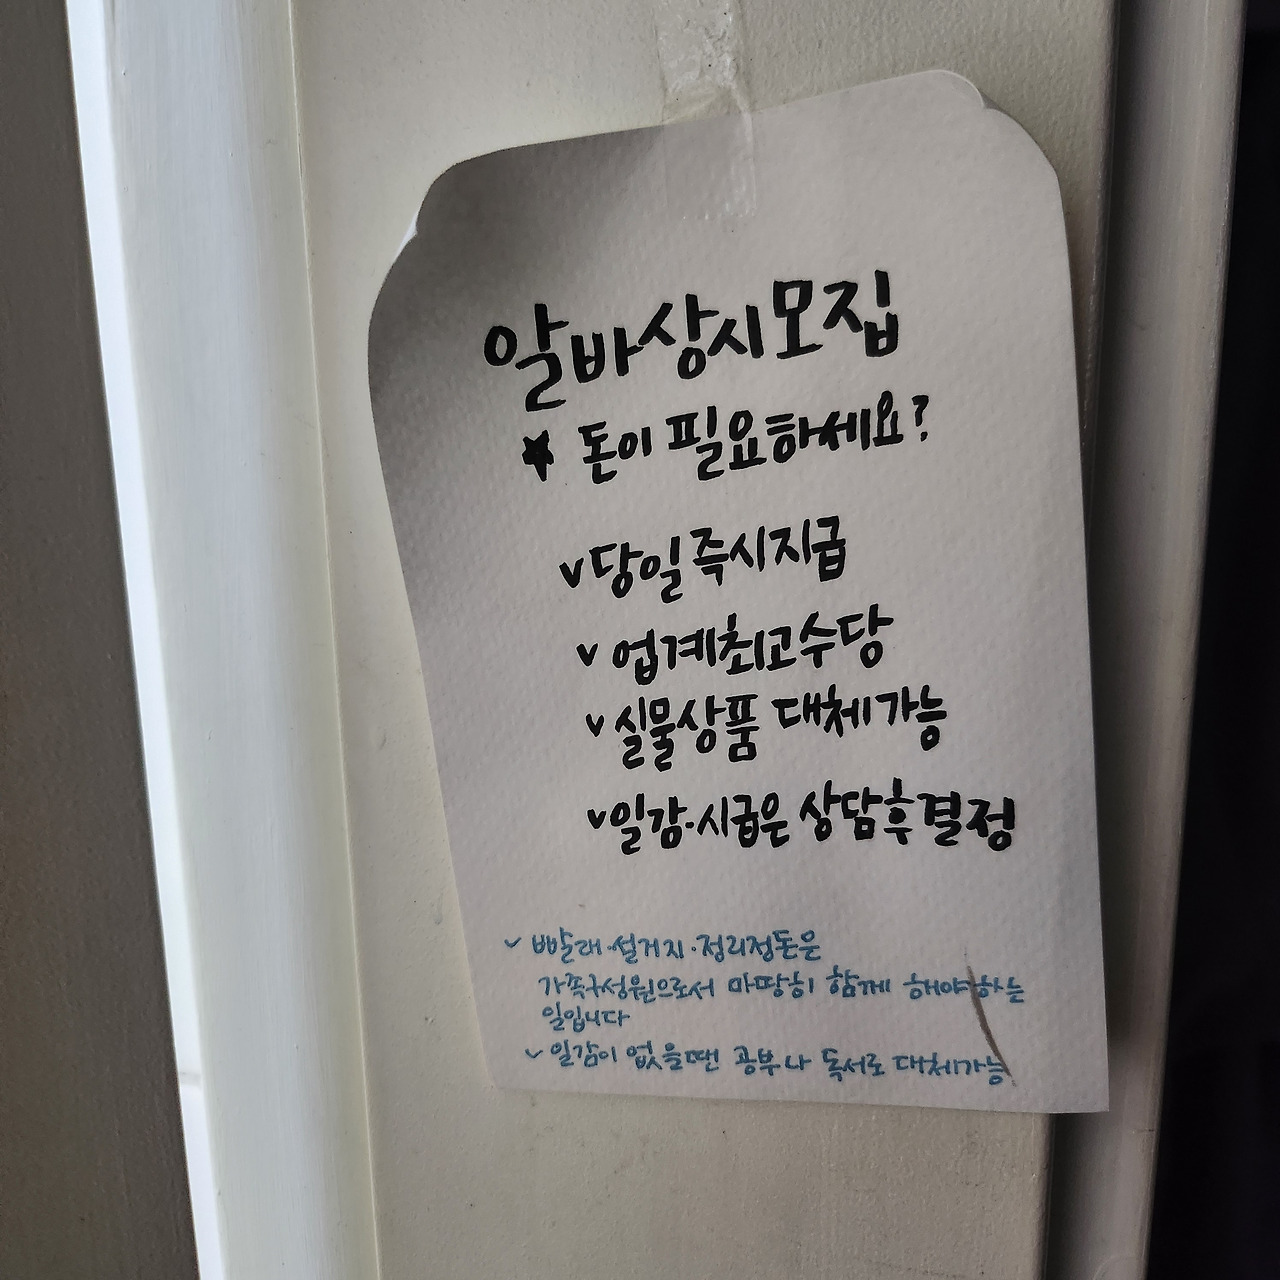 알바상시모집
★ 돈이 필요하세요?
v 당일즉시지급
v 업계최고수당
v 실물상품 대체가능
v 일감·시급은 상담후결정
v 빨래·설거지·정리정돈은
가족구성원으로서 마땅히 함께 해야하는
일입니다
v 일감이 없을땐 공부나 독서로 대체가능